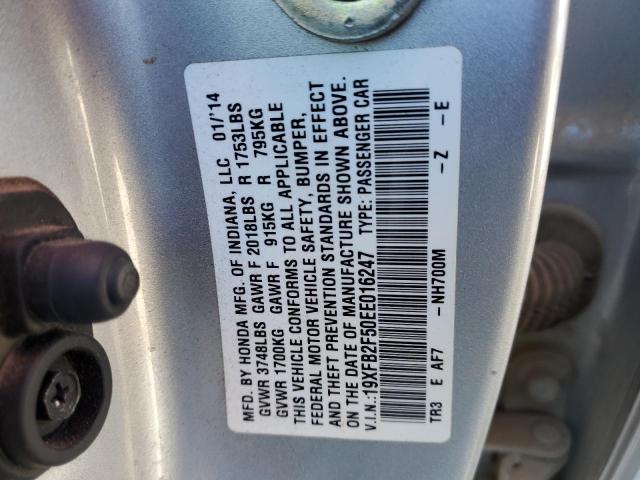 MFD. BY HONDA MFG. OF INDIANA, LLC 01/'14
GVWR 3748LBS GAWR F 2018LBS R 1753LBS
GVWR 1700KG GAWR F 915KG R 795KG
THIS VEHICLE CONFORMS TO ALL APPLICABLE
FEDERAL MOTOR VEHICLE SAFETY, BUMPER,
AND THEFT PREVENTION STANDARDS IN EFFECT
ON THE DATE OF MANUFACTURE SHOWN ABOVE.
V.I.N.: 19XFB2F50EE016247 TYPE: PASSENGER CAR
TR3 E AF7 -NH700M -Z -E